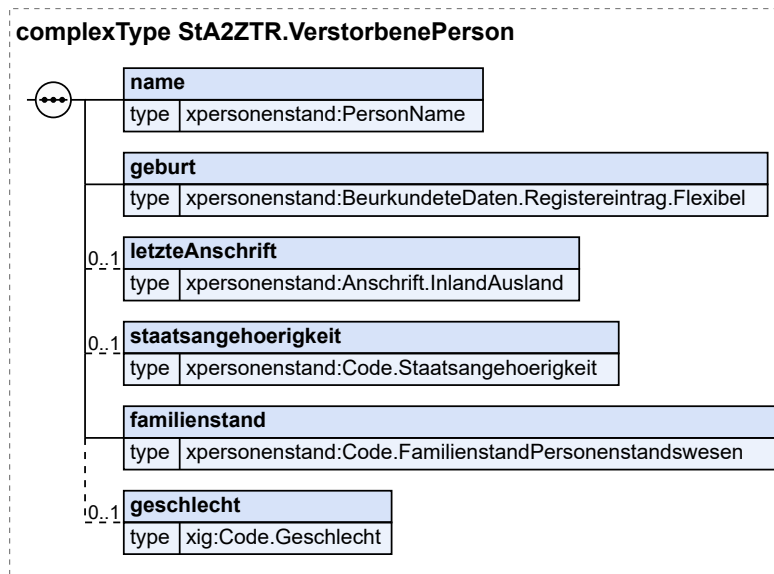 complexType StA2ZTR.VerstorbenePerson
name
type xpersonenstand:PersonName
geburt
type xpersonenstand:BeurkundeteDaten.Registereintrag.Flexibel
0..1 letzteAnschrift
type xpersonenstand:Anschrift.InlandAusland
0..1 staatsangehoerigkeit
type xpersonenstand:Code.Staatsangehoerigkeit
familienstand
type xpersonenstand:Code.FamilienstandPersonenstandswesen
0..1 geschlecht
type xig:Code.Geschlecht